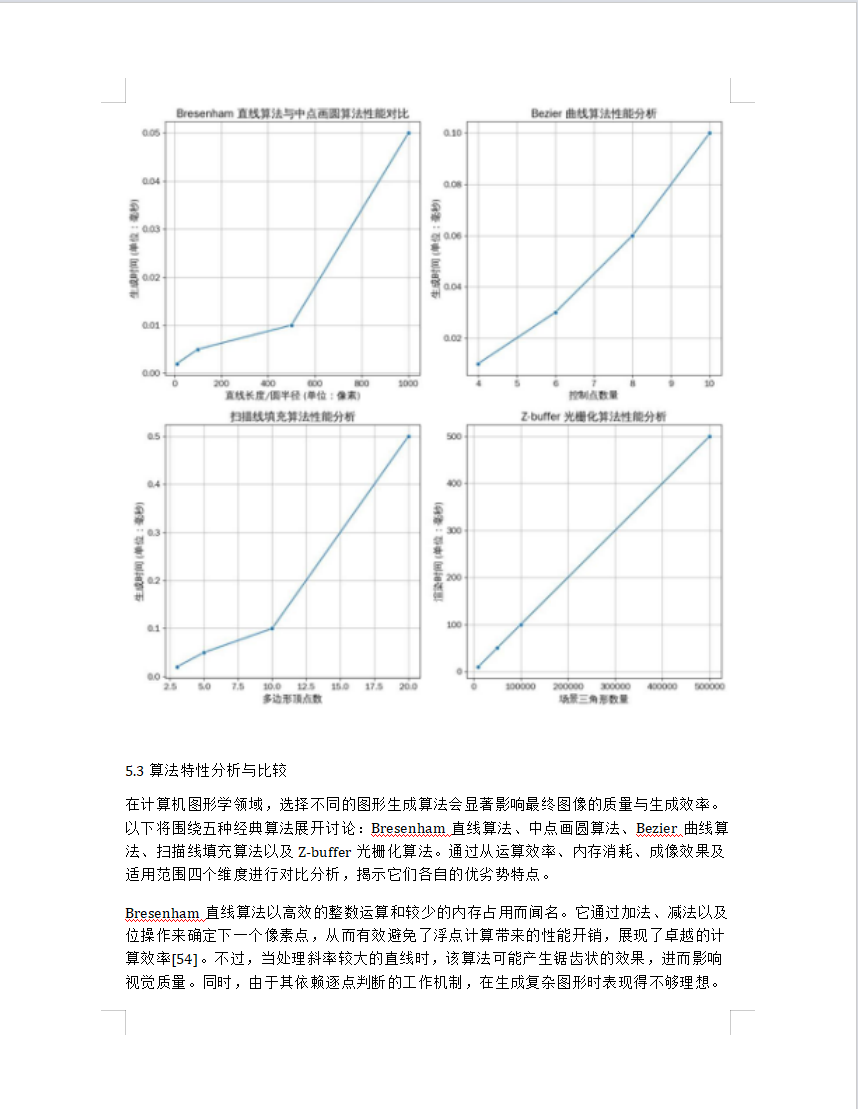 Bresenham 直线算法与中点画圆算法性能对比
0.05
0.04
0.03
0.02
0.01
0.00
生成时间 (单位：毫秒)
0 200 400 600 800 1000
直线长度/圆半径 (单位：像素)
Bezier 曲线算法性能分析
0.10
0.08
0.06
0.04
0.02
生成时间 (单位：毫秒)
4 5 6 7 8 9 10
控制点数量
扫描线填充算法性能分析
0.5
0.4
0.3
0.2
0.1
0.0
生成时间 (单位：毫秒)
2.5 5.0 7.5 10.0 12.5 15.0 17.5 20.0
多边形顶点数
Z-buffer 光栅化算法性能分析
500
400
300
200
100
0
渲染时间 (单位：毫秒)
0 100000 200000 300000 400000 500000
场景三角形数量
5.3 算法特性分析与比较
在计算机图形学领域，选择不同的图形生成算法会显著影响最终图像的质量与生成效率。
以下将围绕五种经典算法展开讨论：Bresenham 直线算法、中点画圆算法、Bezier 曲线算
法、扫描线填充算法以及 Z-buffer 光栅化算法。通过从运算效率、内存消耗、成像效果及
适用范围四个维度进行对比分析，揭示它们各自的优劣势特点。
Bresenham 直线算法以高效的整数运算和较少的内存占用而闻名。它通过加法、减法以及
位操作来确定下一个像素点，从而有效避免了浮点计算带来的性能开销，展现了卓越的计
算效率[54]。不过，当处理斜率较大的直线时，该算法可能产生锯齿状的效果，进而影响
视觉质量。同时，由于其依赖逐点判断的工作机制，在生成复杂图形时表现得不够理想。